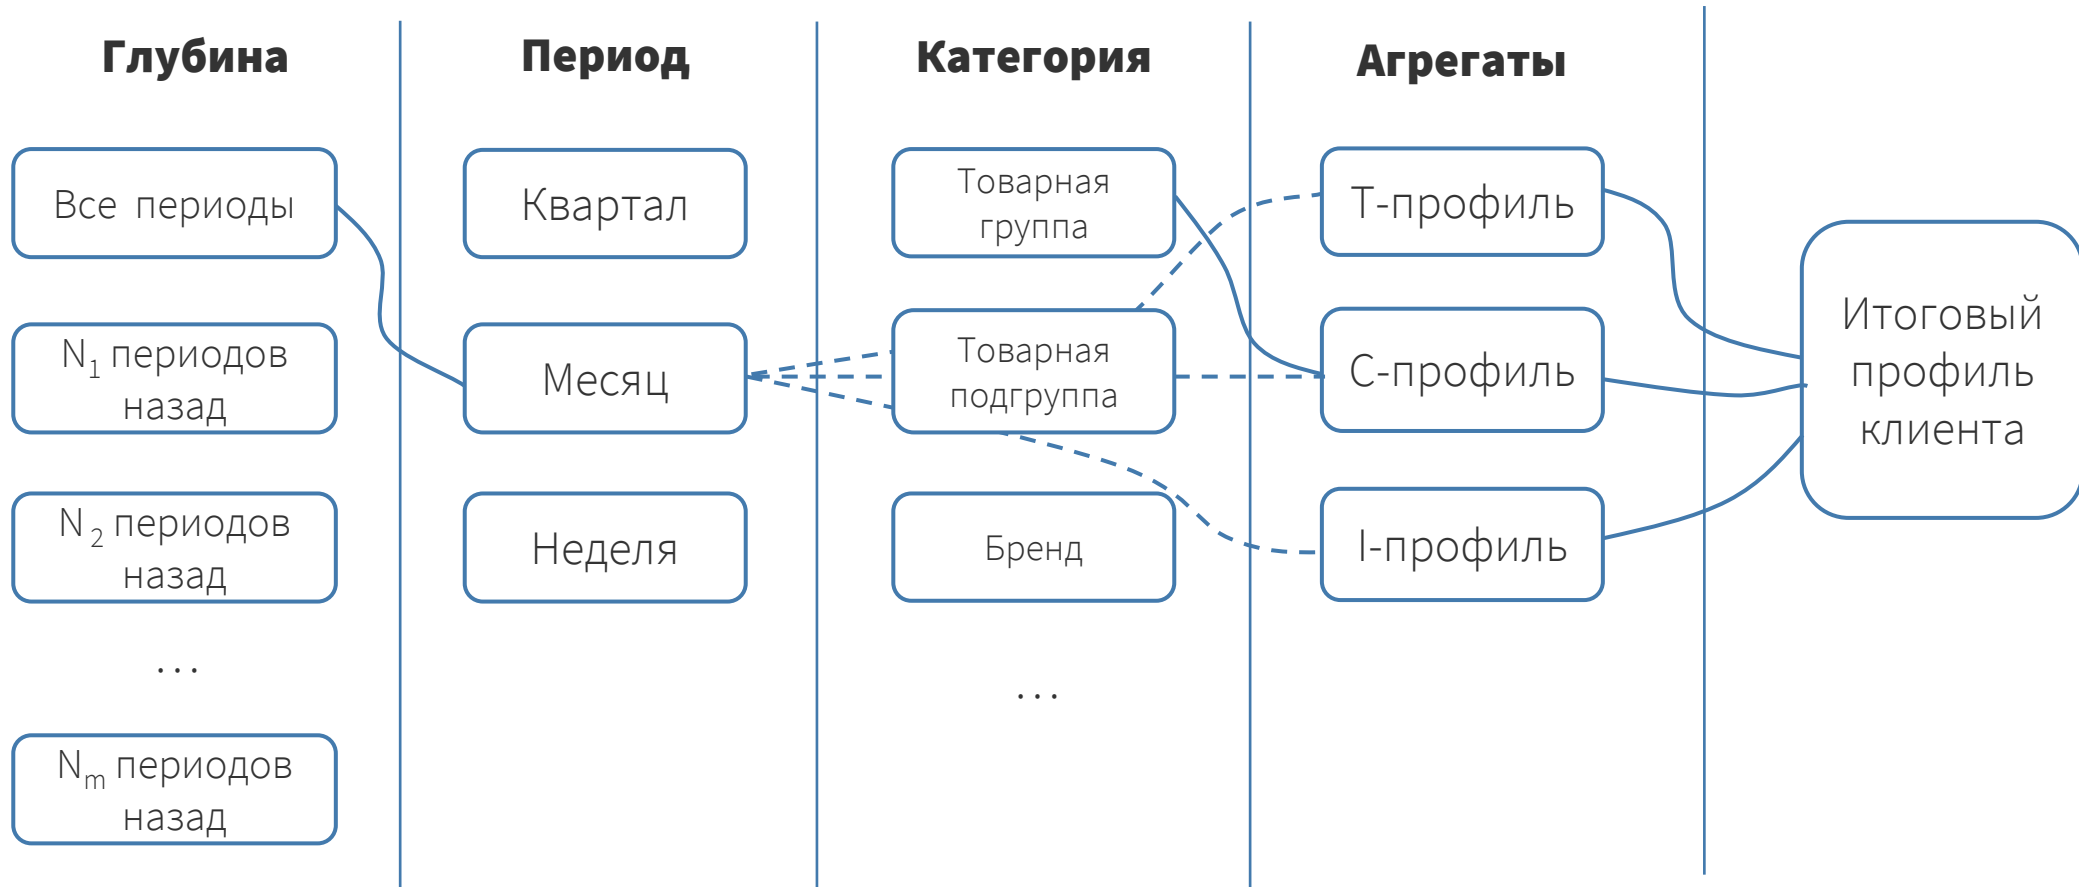 Глубина
Период
Категория
Агрегаты
Все периоды
N1 периодов
назад
N2 периодов
назад
...
Nm периодов
назад
Квартал
Месяц
Неделя
Товарная
группа
Товарная
подгруппа
Бренд
...
Т-профиль
С-профиль
I-профиль
Итоговый
профиль
клиента